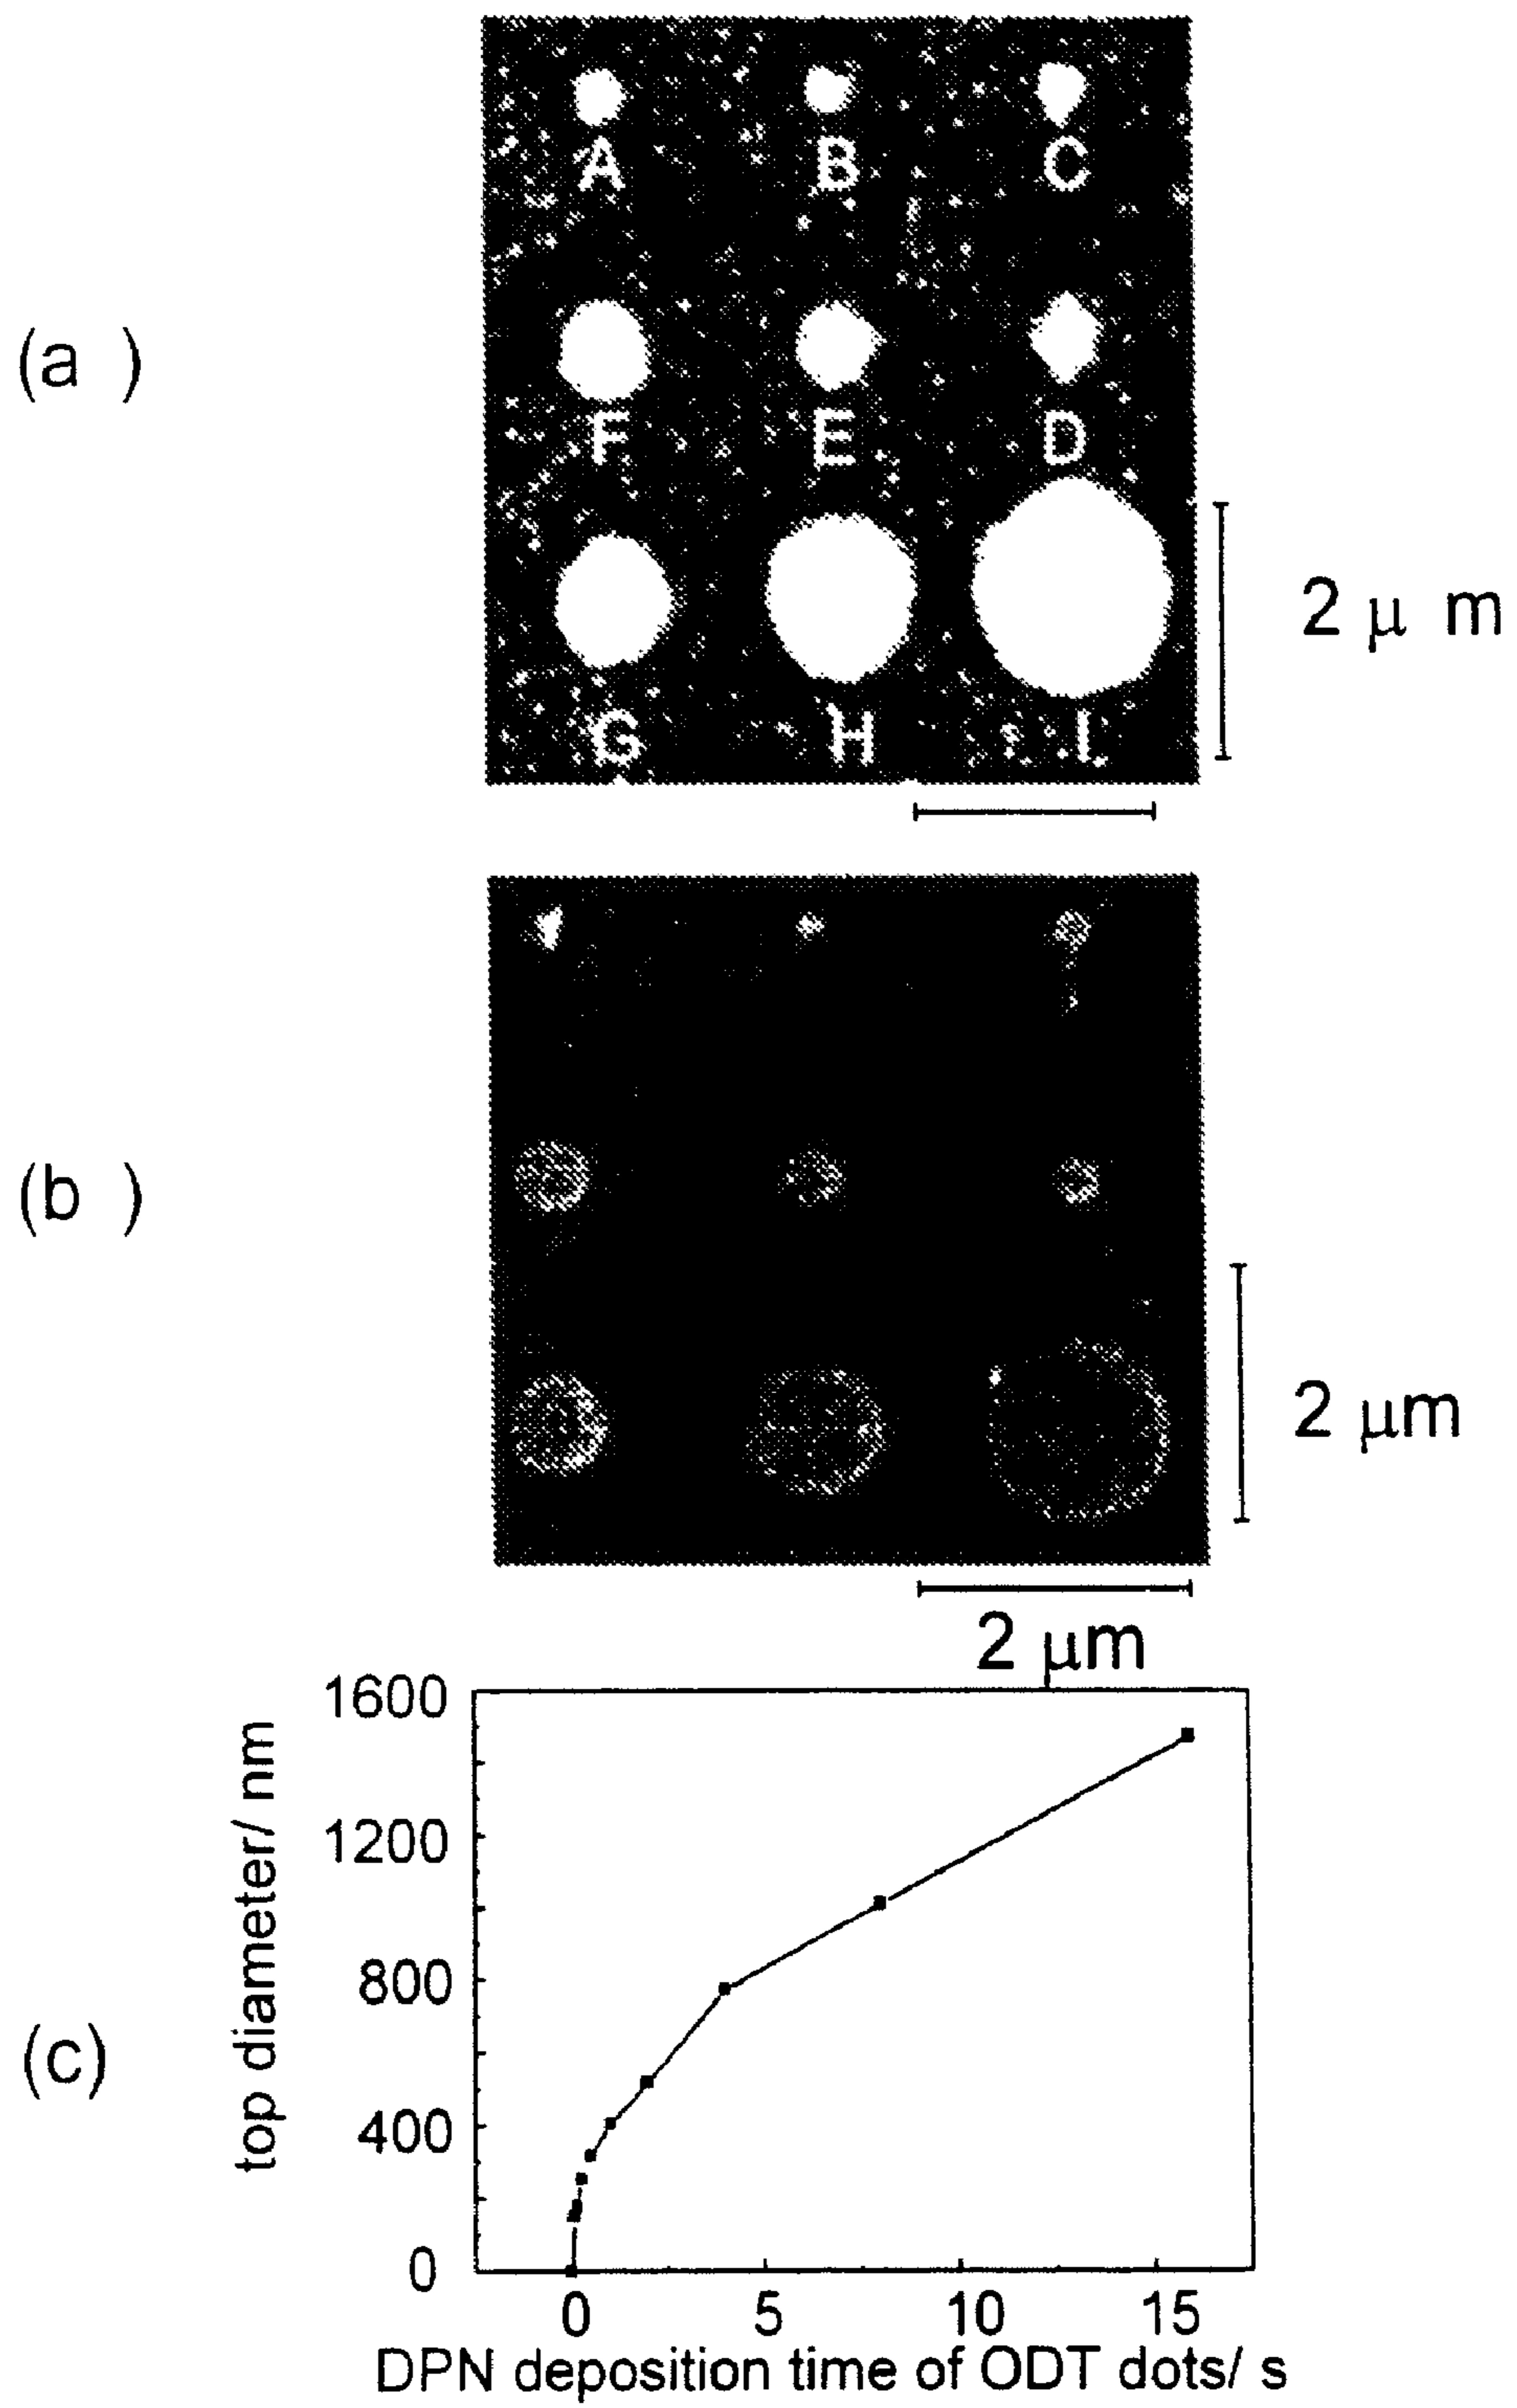 (a )
A B C
F E D
G H I
2 μ m
(b )
2 μm
2 μm
(c)
top diameter/ nm
1600
1200
800
400
0
0 5 10 15
DPN deposition time of ODT dots/ s